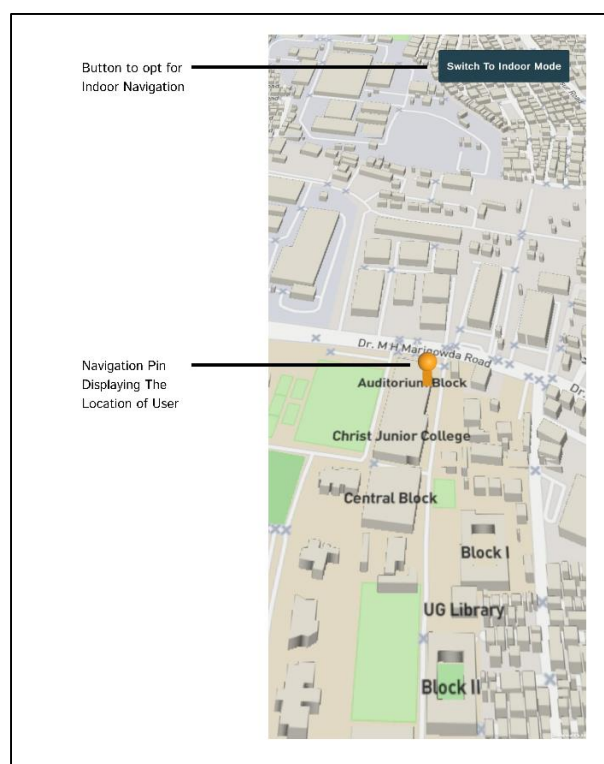 Button to opt for
Indoor Navigation
Switch To Indoor Mode
Dr. M H Marigowda Road
Navigation Pin
Displaying The
Location of User
Auditorium Block
Dr.
Christ Junior College
Central Block
Block I
UG Library
Block II